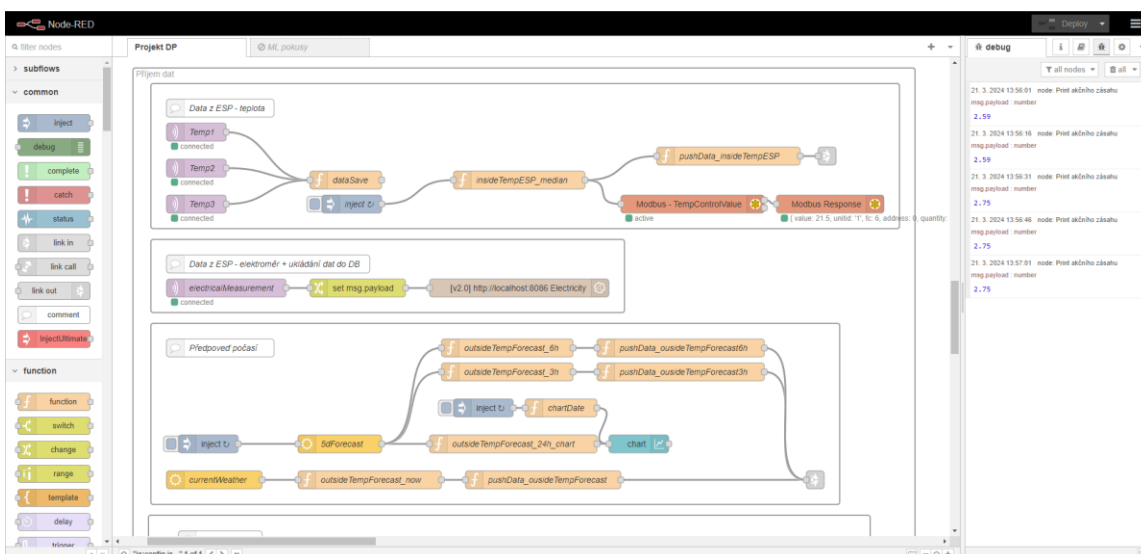 Node-RED
Deploy
filter nodes
Projekt DP
ML pokusy
debug
all nodes
all
subflows
common
inject
debug
complete
catch
status
link in
link call
link out
comment
InjectUltimate
function
function
switch
change
range
template
delay
trigger
Příjem dat
Data z ESP - teplota
Temp1
connected
Temp2
connected
Temp3
connected
dataSave
inject ↻
insideTempESP_median
pushData_insideTempESP
Modbus - TempControlValue
active
Modbus Response
{ value: 21.5, unitid: '1', fc: 6, address: 0, quantity:
Data z ESP - elektroměr + ukládání dat do DB
electricalMeasurement
connected
set msg.payload
[v2.0] http://localhost:8086 Electricity
Předpověď počasí
outsideTempForecast_6h
pushData_ousideTempForecast6h
outsideTempForecast_3h
pushData_ousideTempForecast3h
inject ↻
chartDate
inject ↻
5dForecast
outsideTempForecast_24h_chart
chart
currentWeather
outsideTempForecast_now
pushData_ousideTempForecast
21. 3. 2024 13:56:01 node: Print akčního zásahu
msg.payload : number
2.59
21. 3. 2024 13:56:16 node: Print akčního zásahu
msg.payload : number
2.59
21. 3. 2024 13:56:31 node: Print akčního zásahu
msg.payload : number
2.75
21. 3. 2024 13:56:46 node: Print akčního zásahu
msg.payload : number
2.75
21. 3. 2024 13:57:01 node: Print akčního zásahu
msg.payload : number
2.75